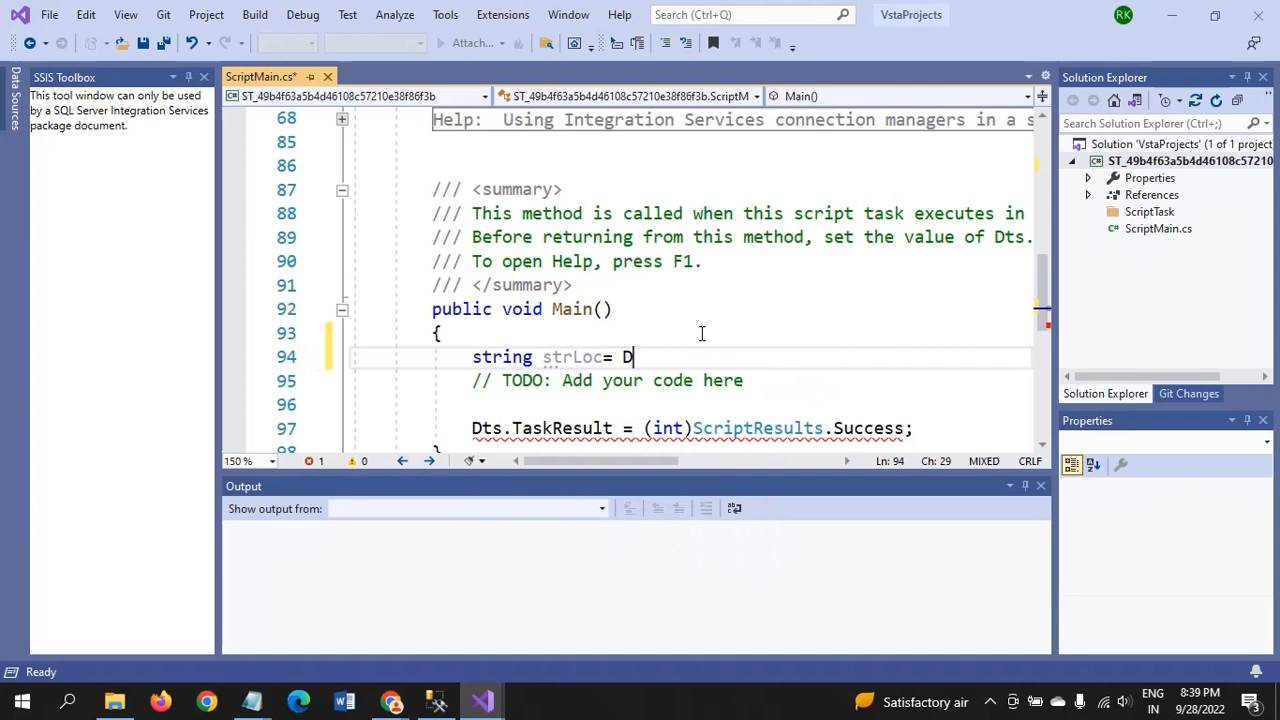 File Edit View Git Project Build Debug Test Analyze Tools Extensions Window Help Search (Ctrl+Q) VstaProjects RK
Attach...
Data Sources
SSIS Toolbox
This tool window can only be used
by a SQL Server Integration Services
package document.
ScriptMain.cs*
ST_49b4f63a5b4d46108c57210e38f86f3b ST_49b4f63a5b4d46108c57210e38f86f3b.ScriptM Main()
68 Help: Using Integration Services connection managers in a s
85
86
87 /// <summary>
88 /// This method is called when this script task executes in
89 /// Before returning from this method, set the value of Dts.
90 /// To open Help, press F1.
91 /// </summary>
92 public void Main()
93 {
94 string strLoc= D
95 // TODO: Add your code here
96
97 Dts.TaskResult = (int)ScriptResults.Success;
98 }
150 % 1 0 Ln: 94 Ch: 29 MIXED CRLF
Output
Show output from:
Solution Explorer
Search Solution Explorer (Ctrl+;)
Solution 'VstaProjects' (1 of 1 project
ST_49b4f63a5b4d46108c57210
Properties
References
ScriptTask
ScriptMain.cs
Solution Explorer Git Changes
Properties
Ready
Satisfactory air
ENG
IN
8:39 PM
9/28/2022
3